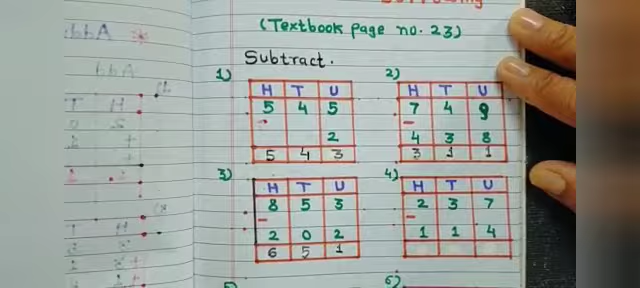 (Textbook page no. 23)
Subtract.
1) 2)
H T U H T U
5 4 5 7 4 9
- 2 - 4 3 8
5 4 3 3 1 1
3) 4)
H T U H T U
8 5 3 2 3 7
- 2 0 2 - 1 1 4
6 5 1
5) 6)